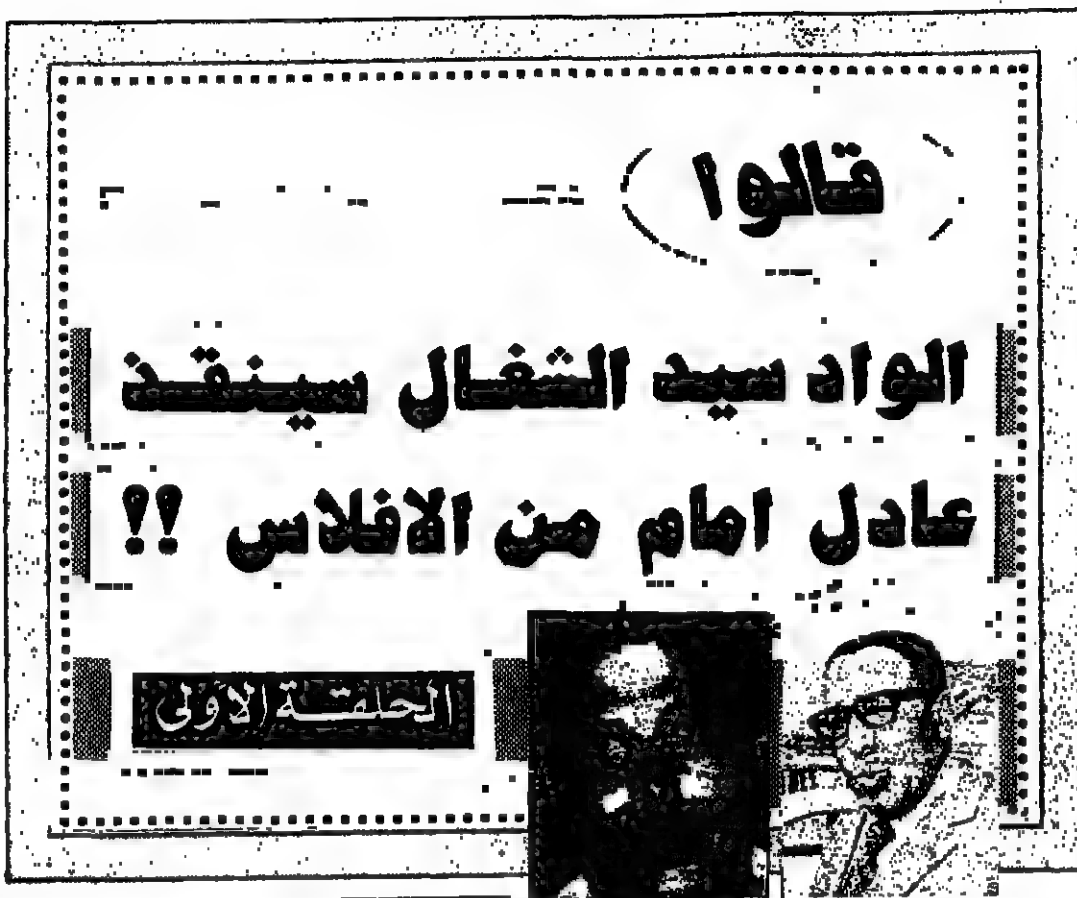 قالوا
الواد سيد الشغال سينقذ
عادل امام من الافلاس !!
الحلقة الاولى